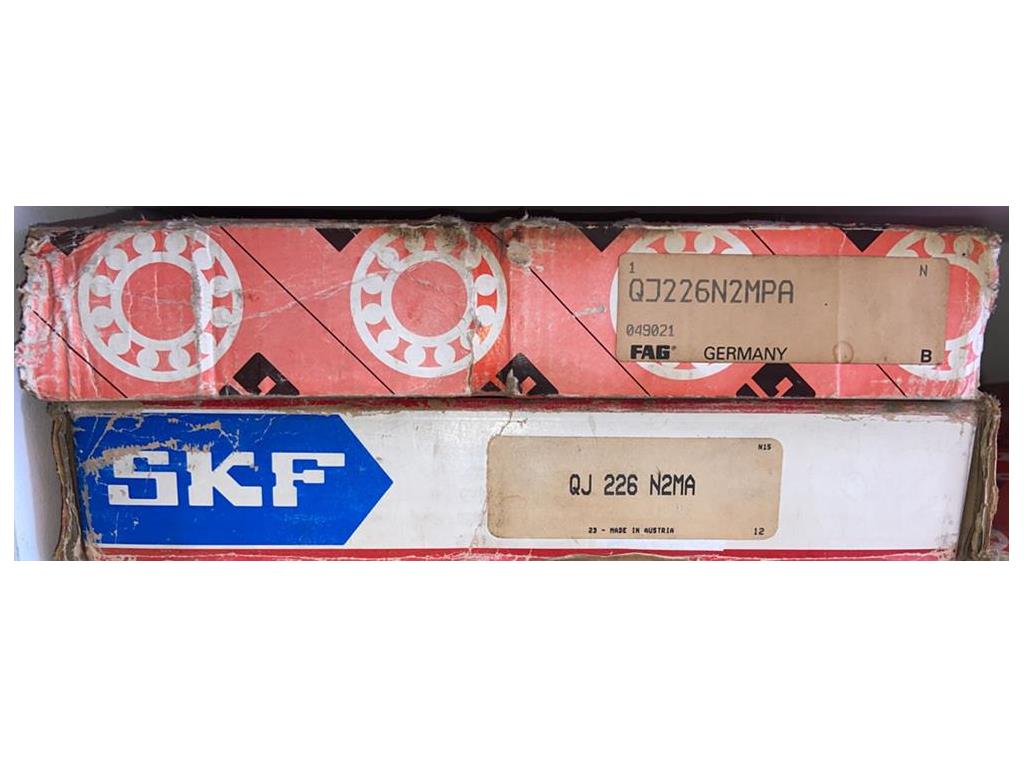 1 N
QJ226N2MPA
049021
FAG® GERMANY B
SKF
N15
QJ 226 N2MA
23 - MADE IN AUSTRIA 12